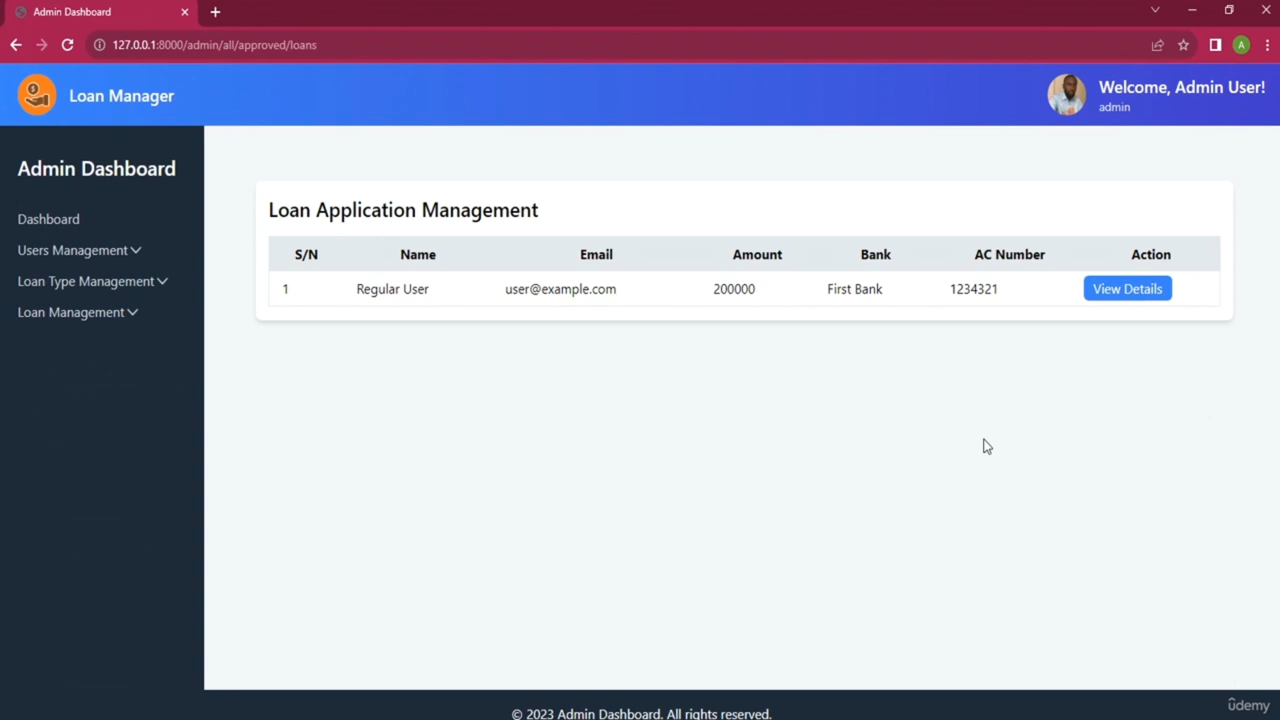 Admin Dashboard
127.0.0.1:8000/admin/all/approved/loans
A
Loan Manager
Welcome, Admin User!
admin
Admin Dashboard
Dashboard
Users Management
Loan Type Management
Loan Management
Loan Application Management
S/N Name Email Amount Bank AC Number Action
1 Regular User user@example.com 200000 First Bank 1234321 View Details
© 2023 Admin Dashboard. All rights reserved.
ûdemy